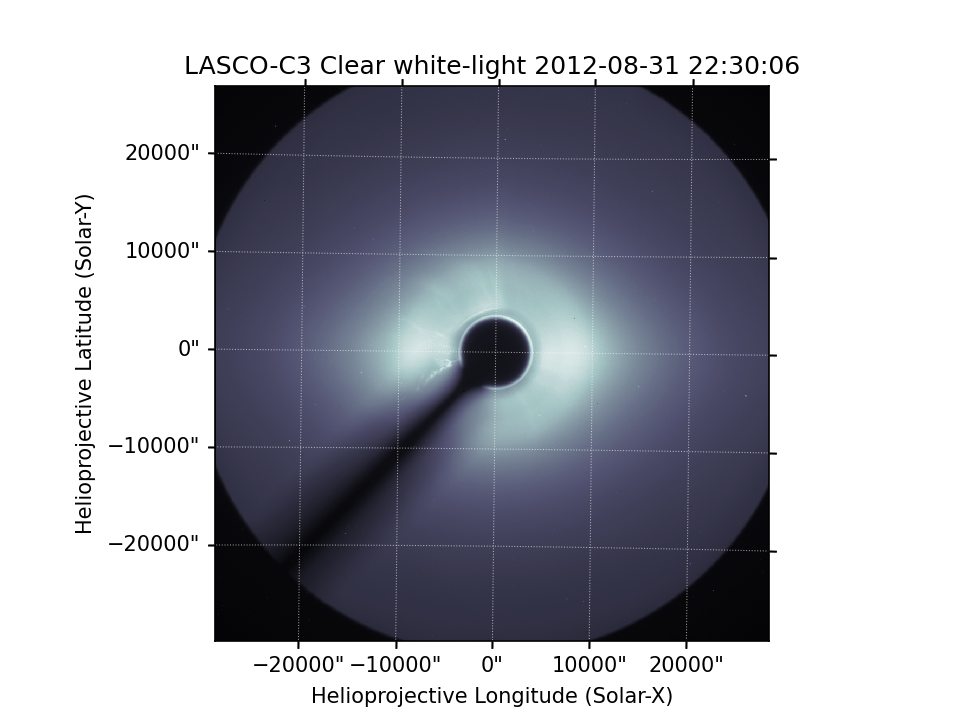 LASCO-C3 Clear white-light 2012-08-31 22:30:06
20000"
10000"
0"
−10000"
−20000"
Helioprojective Latitude (Solar-Y)
−20000" −10000" 0" 10000" 20000"
Helioprojective Longitude (Solar-X)